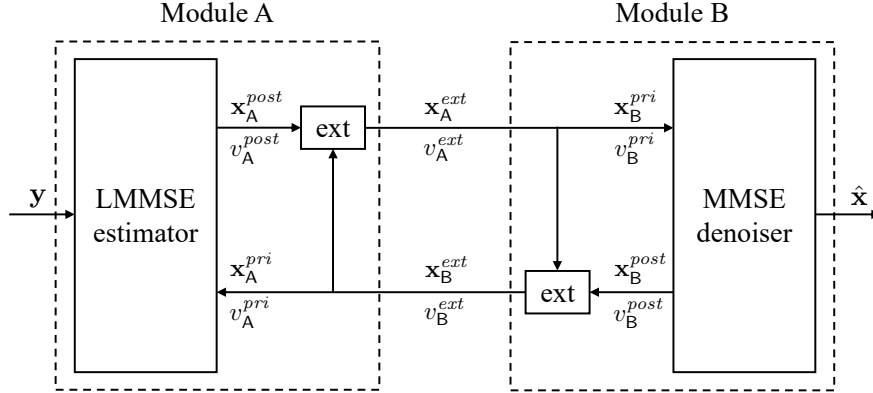 Module A
Module B
x_A^{post}
v_A^{post}
ext
x_A^{ext}
v_A^{ext}
x_B^{pri}
v_B^{pri}
y
LMMSE
estimator
MMSE
denoiser
x̂
x_A^{pri}
v_A^{pri}
x_B^{ext}
v_B^{ext}
ext
x_B^{post}
v_B^{post}